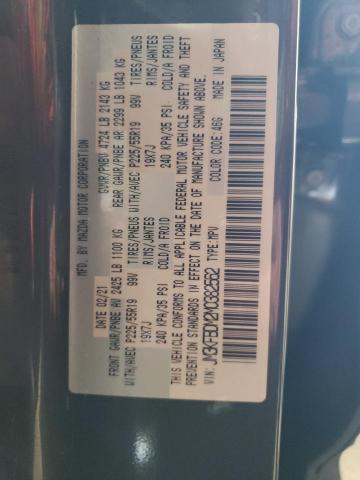 MFD. BY MAZDA MOTOR CORPORATION
DATE 02/21 GVWR/PNBV 4724 LB 2143 KG
FRONT GAWR/PNBE AV 2425 LB 1100 KG REAR GAWR/PNBE AR 2299 LB 1043 KG
WITH/AVEC P225/55R19 99V TIRES/PNEUS WITH/AVEC P225/55R19 99V TIRES/PNEUS
19X7J RIMS/JANTES 19X7J RIMS/JANTES
240 KPA/35 PSI COLD/A FROID 240 KPA/35 PSI COLD/A FROID
THIS VEHICLE CONFORMS TO ALL APPLICABLE FEDERAL MOTOR VEHICLE SAFETY AND THEFT
PREVENTION STANDARDS IN EFFECT ON THE DATE OF MANUFACTURE SHOWN ABOVE.
COLOR CODE:46G MADE IN JAPAN
VIN: TYPE:MPV